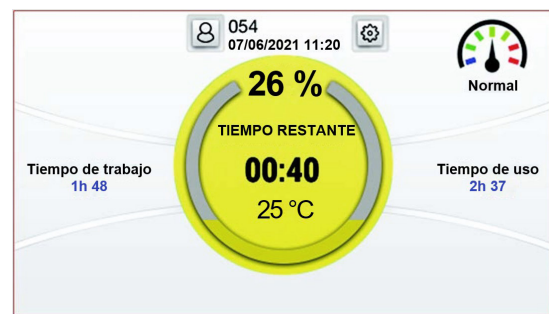 054
07/06/2021 11:20
Normal
26 %
TIEMPO RESTANTE
00:40
25 °C
Tiempo de trabajo
1h 48
Tiempo de uso
2h 37